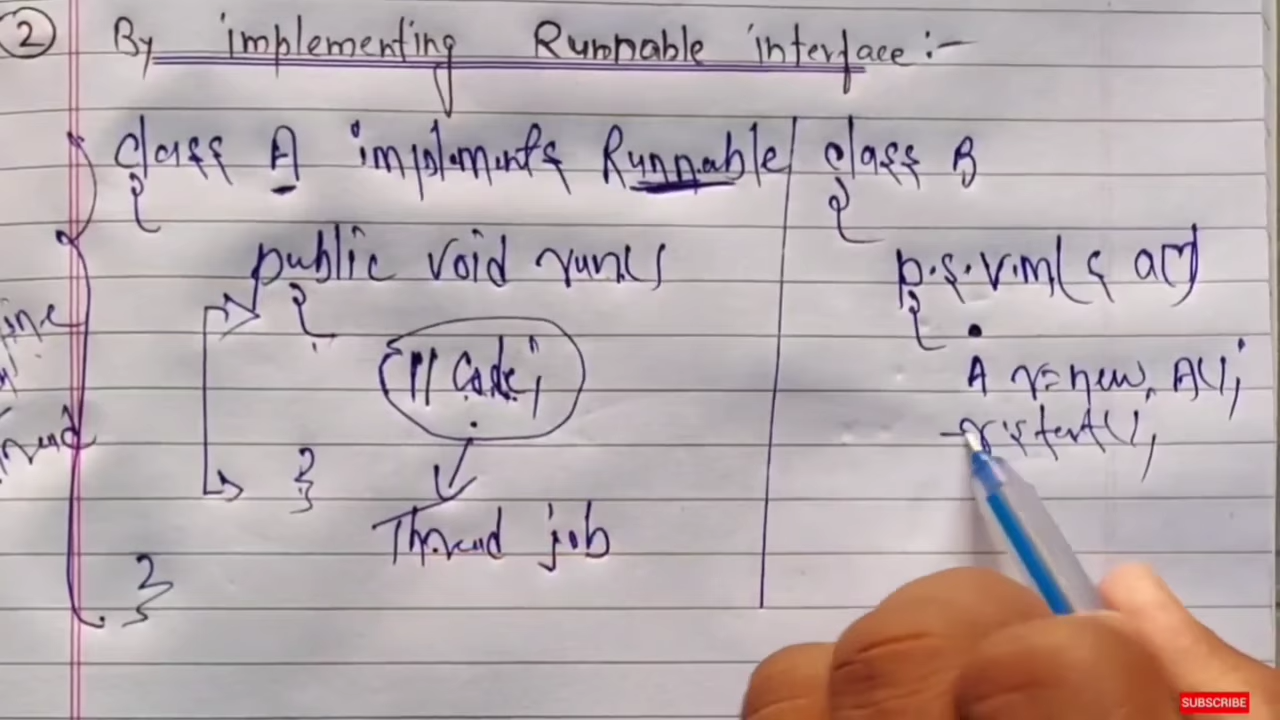 2 By implementing Runnable interface :-
class A implements Runnable
{
public void run()
{
// Code;
}
Thread job
}
class B
{
p.s.v.m(s a[])
{
A r=new A();
r.start();
SUBSCRIBE